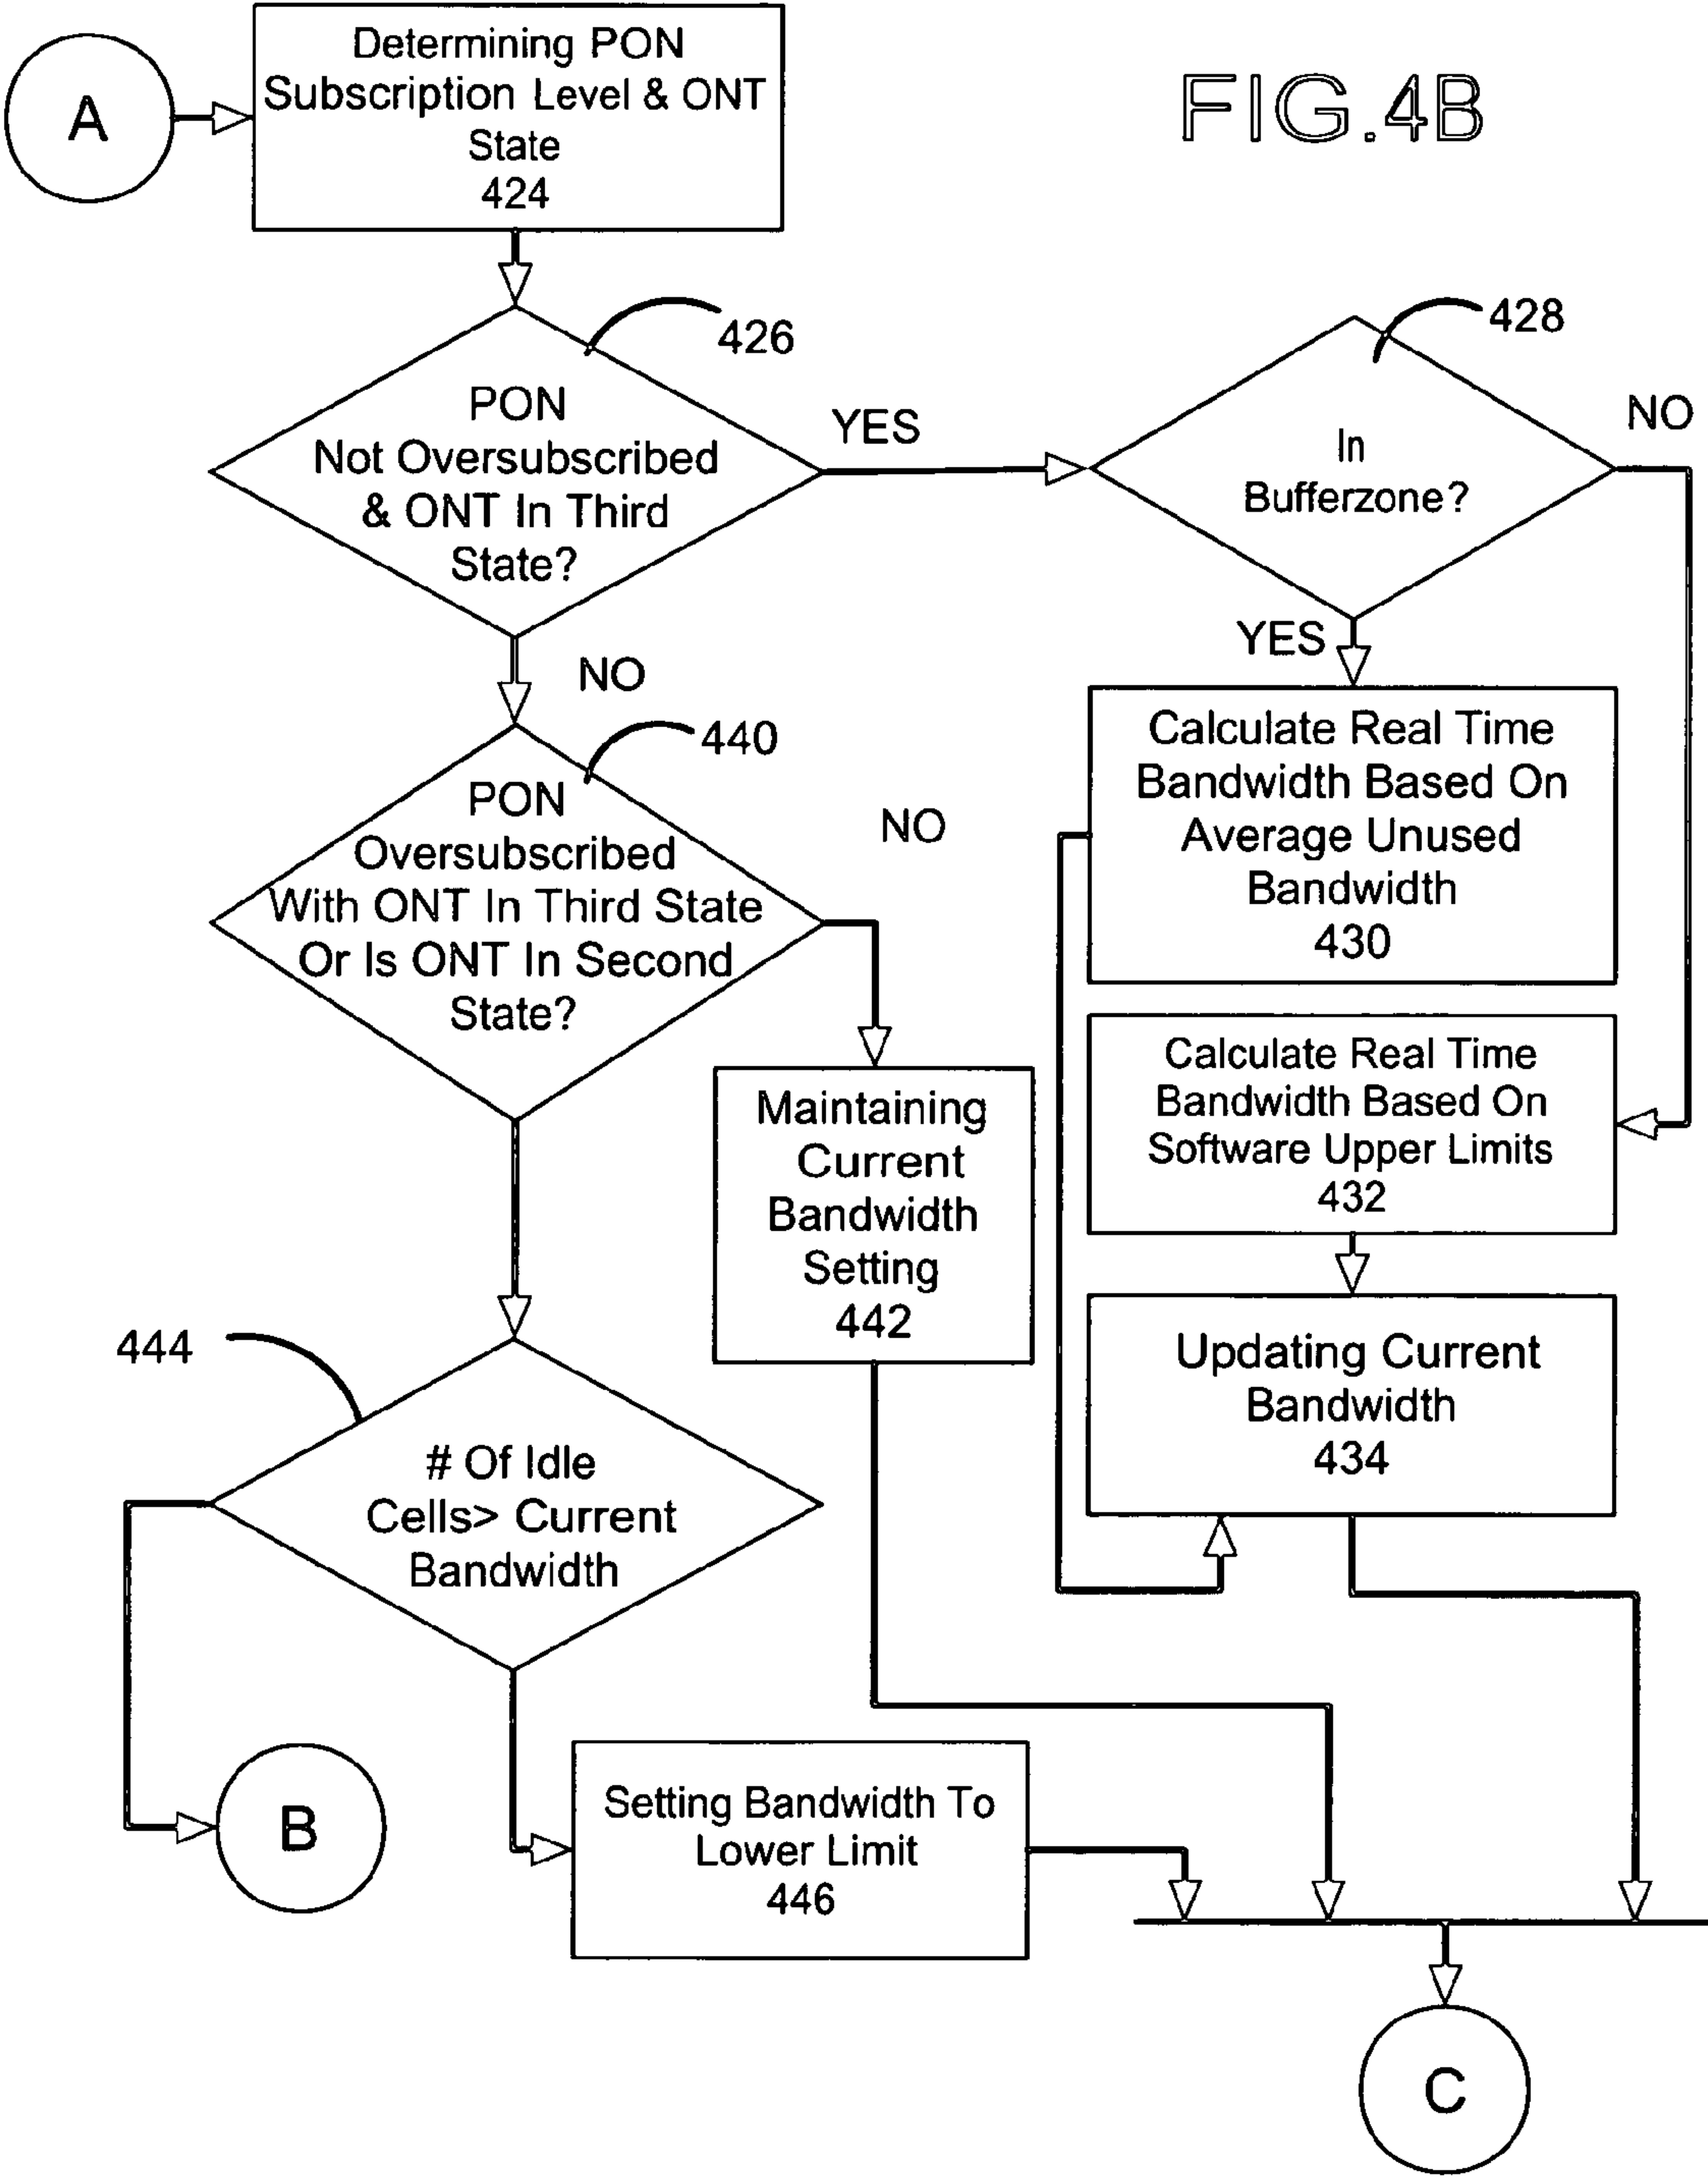 FIG.4B
A
Determining PON
Subscription Level & ONT
State
424
426
PON
Not Oversubscribed
& ONT In Third
State?
YES
NO
428
In
Bufferzone?
NO
YES
Calculate Real Time
Bandwidth Based On
Average Unused
Bandwidth
430
Calculate Real Time
Bandwidth Based On
Software Upper Limits
432
Updating Current
Bandwidth
434
440
PON
Oversubscribed
With ONT In Third State
Or Is ONT In Second
State?
NO
Maintaining
Current
Bandwidth
Setting
442
444
# Of Idle
Cells> Current
Bandwidth
B
Setting Bandwidth To
Lower Limit
446
C